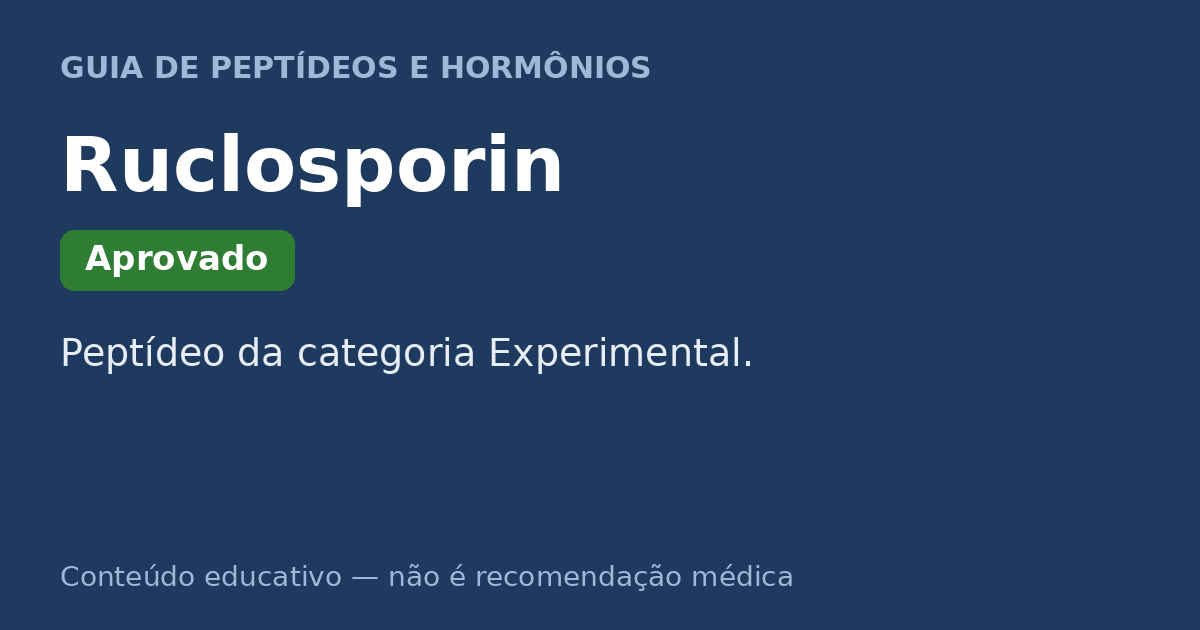 GUIA DE PEPTÍDEOS E HORMÔNIOS
Ruclosporin
Aprovado
Peptídeo da categoria Experimental.
Conteúdo educativo — não é recomendação médica